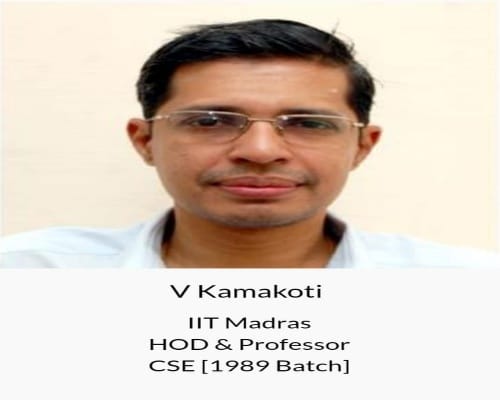 V Kamakoti
IIT Madras
HOD & Professor
CSE [1989 Batch]